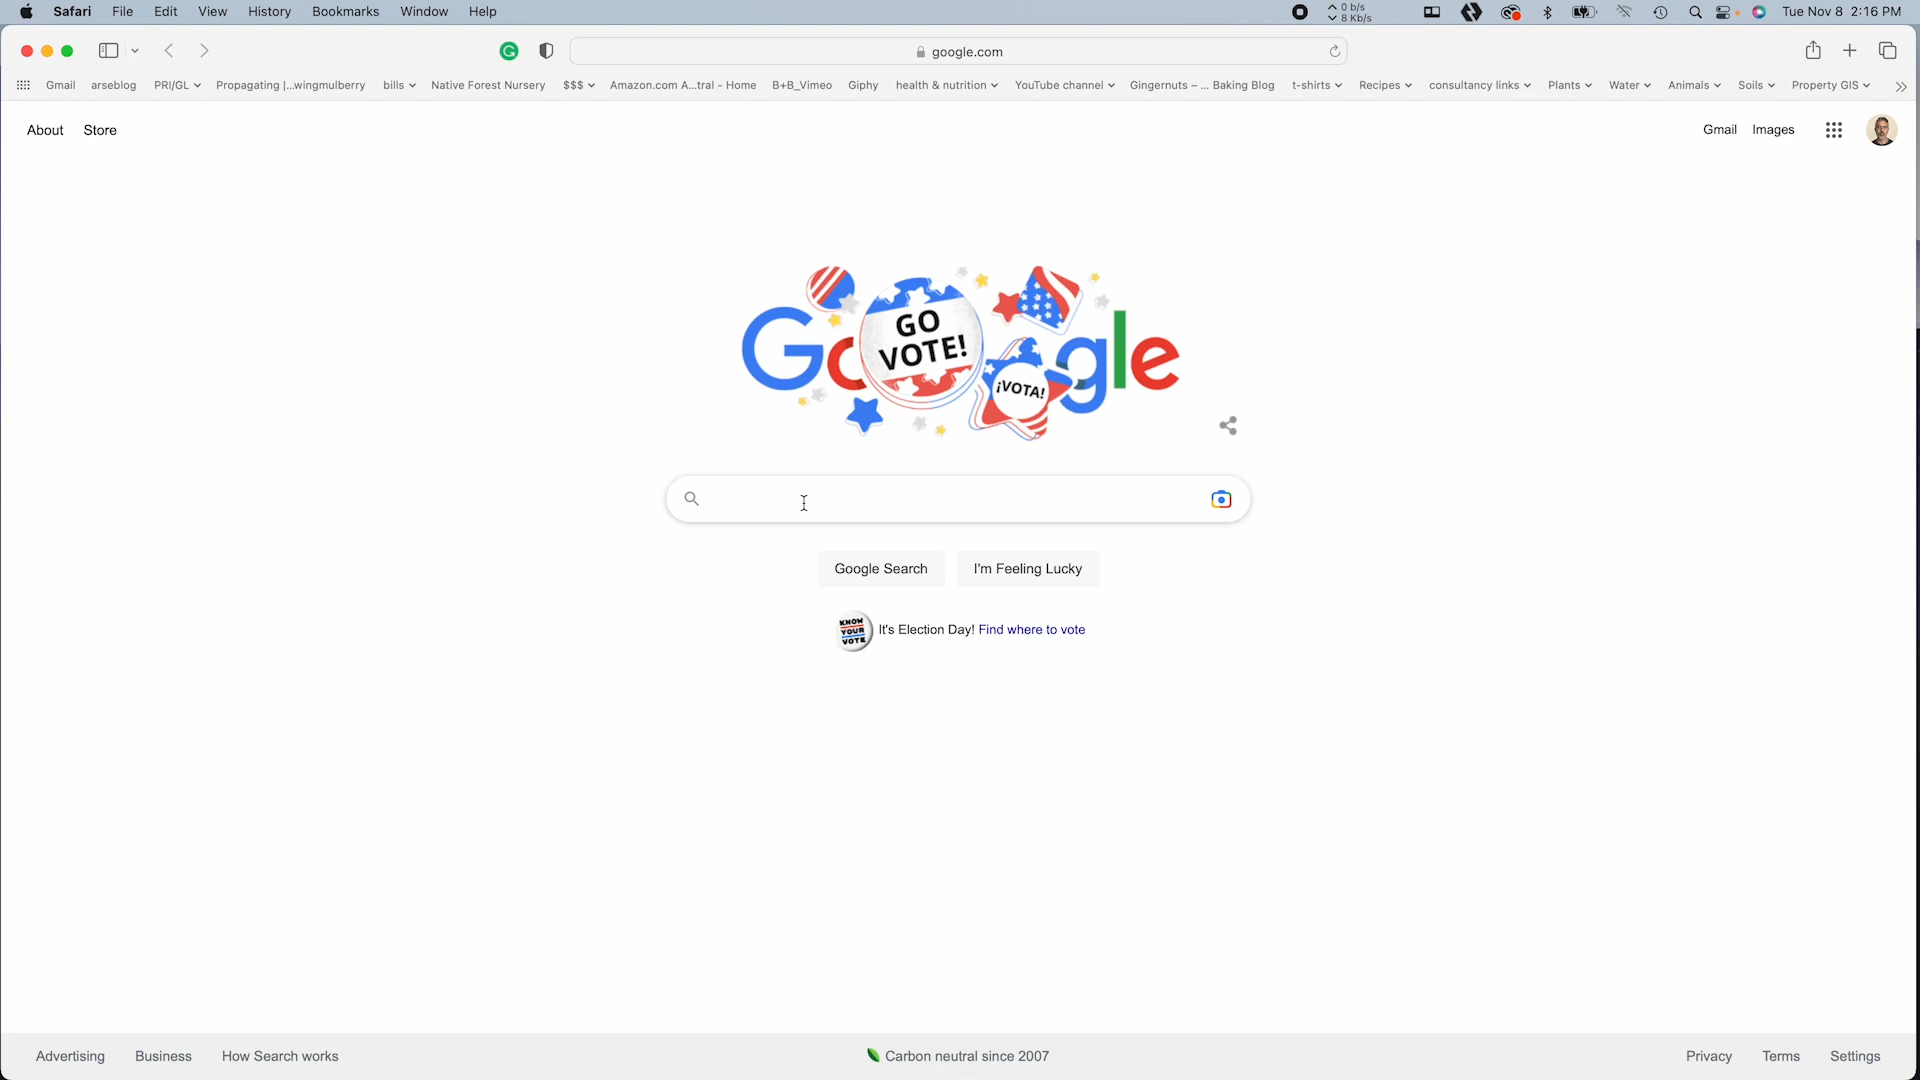 Safari File Edit View History Bookmarks Window Help 0 b/s 8 Kb/s Tue Nov 8 2:16 PM
google.com
Gmail arseblog PRI/GL Propagating |...wingmulberry bills Native Forest Nursery $$$ Amazon.com A...tral - Home B+B_Vimeo Giphy health & nutrition YouTube channel Gingernuts – ... Baking Blog t-shirts Recipes consultancy links Plants Water Animals Soils Property GIS
About Store Gmail Images
Google
GO
VOTE!
¡VOTA!
Google Search I'm Feeling Lucky
KNOW
YOUR
VOTE
It's Election Day! Find where to vote
Advertising Business How Search works Carbon neutral since 2007 Privacy Terms Settings